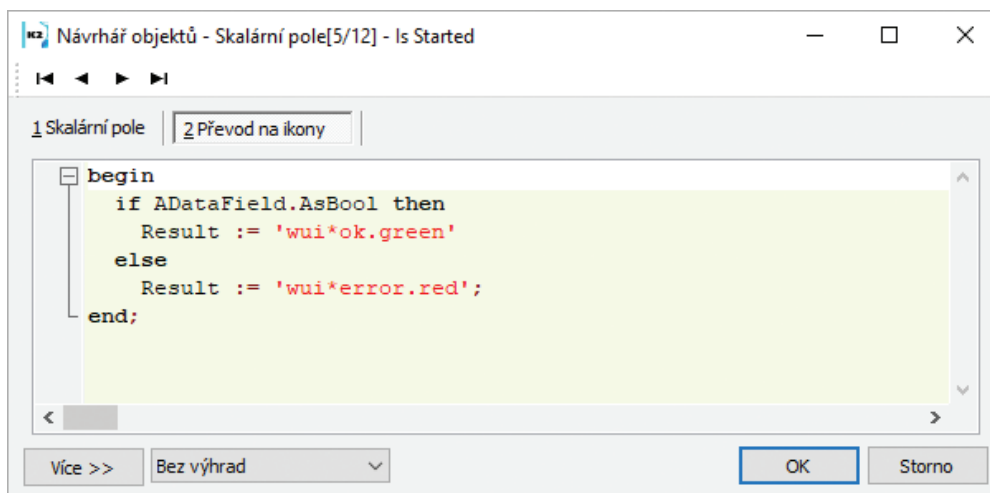 K2 Návrhář objektů - Skalární pole[5/12] - Is Started
1 Skalární pole 2 Převod na ikony
begin
if ADataField.AsBool then
Result := 'wui*ok.green'
else
Result := 'wui*error.red';
end;
Více >> Bez výhrad OK Storno